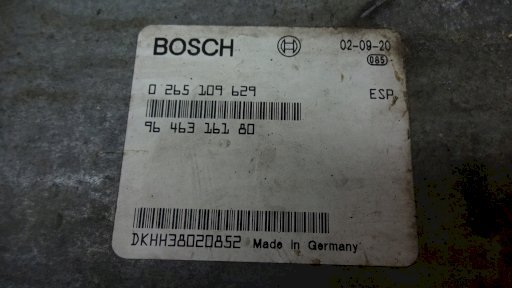 BOSCH 02-09-20
085
0 265 109 629 ESP
96 463 161 80
DKHH38020852 Made in Germany